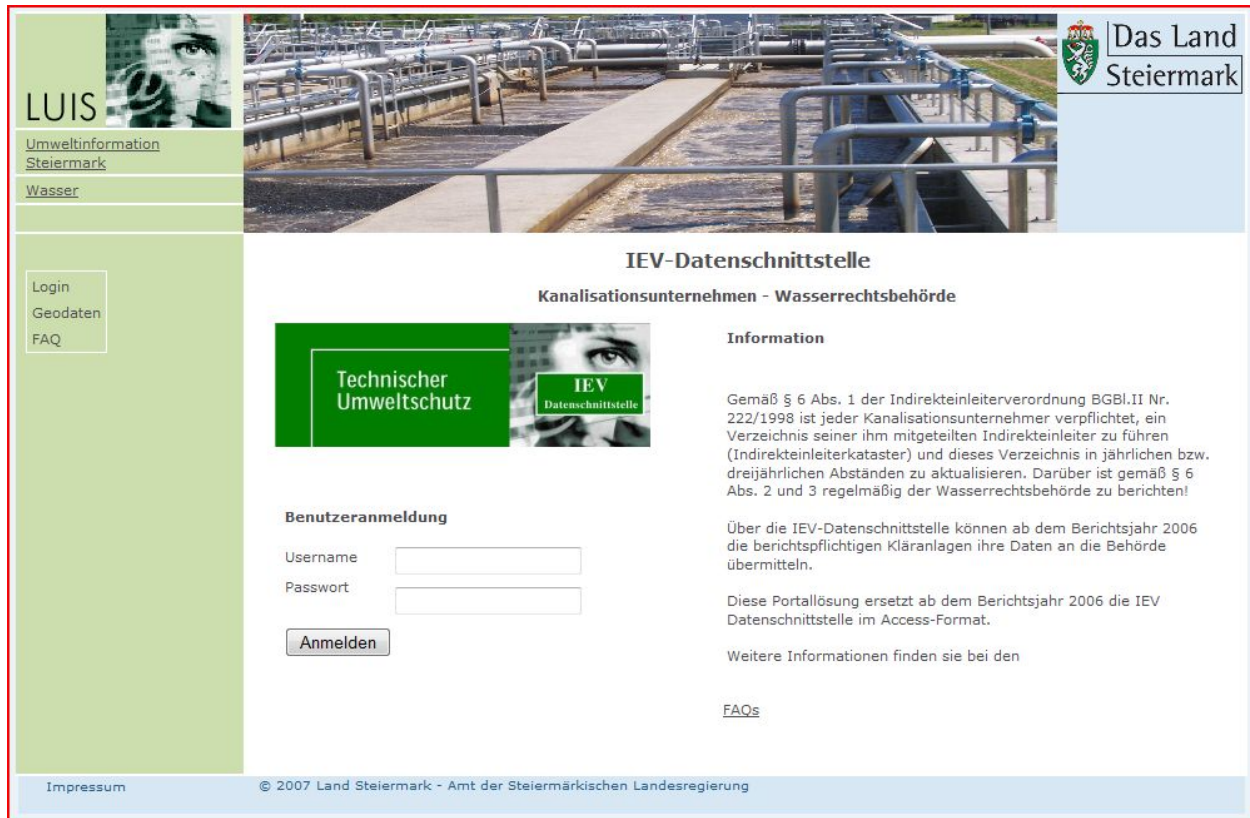 LUIS
Das Land
Steiermark
Umweltinformation
Steiermark
Wasser
Login
Geodaten
FAQ
IEV-Datenschnittstelle
Kanalisationsunternehmen - Wasserrechtsbehörde
Technischer
Umweltschutz
IEV
Datenschnittstelle
Benutzeranmeldung
Username
Passwort
Anmelden
Information
Gemäß § 6 Abs. 1 der Indirekteinleiterverordnung BGBl.II Nr.
222/1998 ist jeder Kanalisationsunternehmer verpflichtet, ein
Verzeichnis seiner ihm mitgeteilten Indirekteinleiter zu führen
(Indirekteinleiterkataster) und dieses Verzeichnis in jährlichen bzw.
dreijährlichen Abständen zu aktualisieren. Darüber ist gemäß § 6
Abs. 2 und 3 regelmäßig der Wasserrechtsbehörde zu berichten!
Über die IEV-Datenschnittstelle können ab dem Berichtsjahr 2006
die berichtspflichtigen Kläranlagen ihre Daten an die Behörde
übermitteln.
Diese Portallösung ersetzt ab dem Berichtsjahr 2006 die IEV
Datenschnittstelle im Access-Format.
Weitere Informationen finden sie bei den
FAQs
Impressum
© 2007 Land Steiermark - Amt der Steiermärkischen Landesregierung